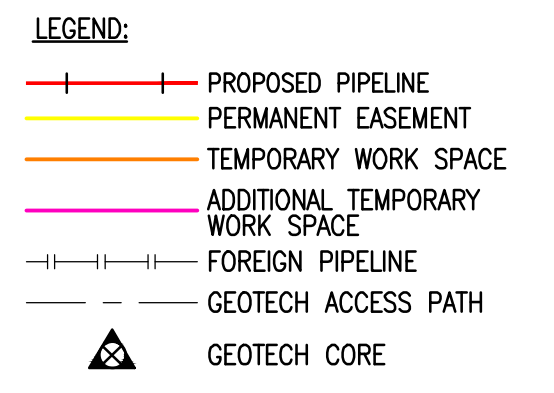 LEGEND:
PROPOSED PIPELINE
PERMANENT EASEMENT
TEMPORARY WORK SPACE
ADDITIONAL TEMPORARY
WORK SPACE
FOREIGN PIPELINE
GEOTECH ACCESS PATH
GEOTECH CORE